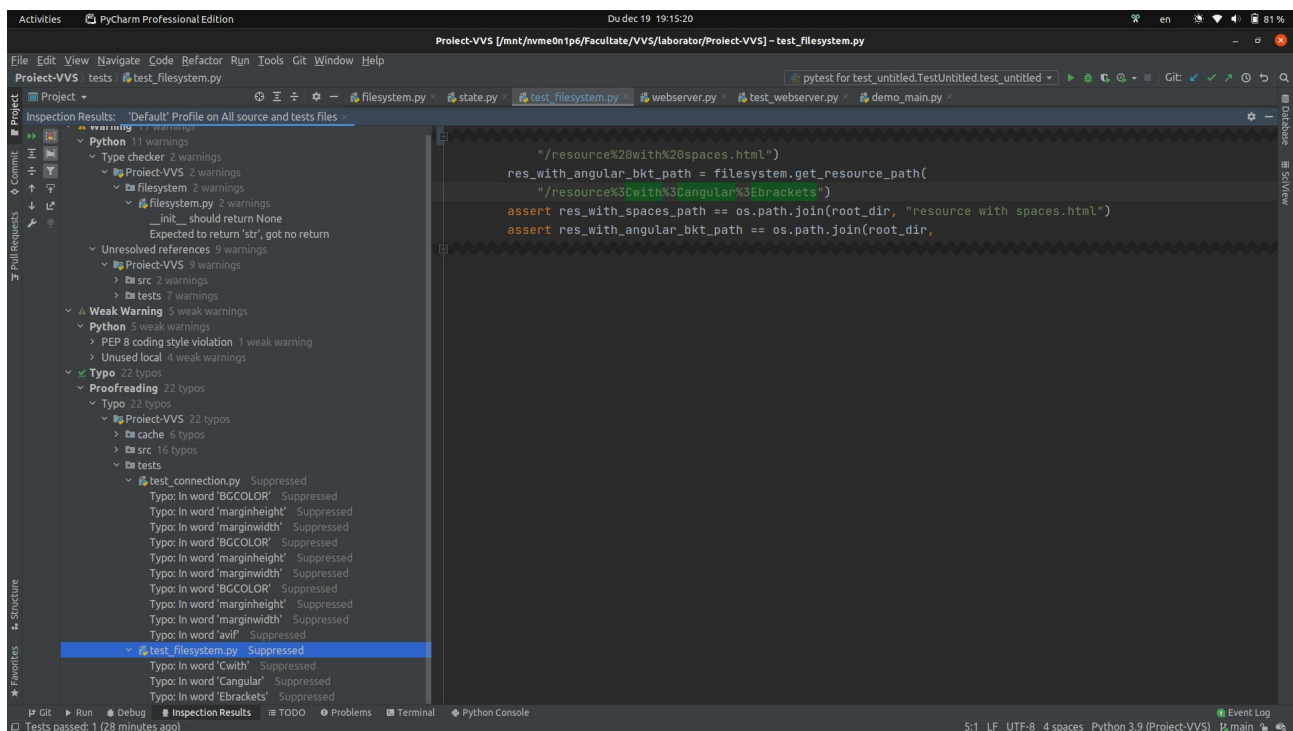 Activities PyCharm Professional Edition Du dec 19 19:15:20 en 81 %
Proiect-VVS [/mnt/nvme0n1p6/Facultate/VVS/laborator/Proiect-VVS] – test_filesystem.py
File Edit View Navigate Code Refactor Run Tools Git Window Help
Proiect-VVS tests test_filesystem.py pytest for test_untitled.TestUntitled.test_untitled Git:
Project filesystem.py state.py test_filesystem.py webserver.py test_webserver.py demo_main.py
Inspection Results: 'Default' Profile on All source and tests files
Warning 11 warnings
Python 11 warnings
Type checker 2 warnings
Proiect-VVS 2 warnings
filesystem 2 warnings
filesystem.py 2 warnings
__init__ should return None
Expected to return 'str', got no return
Unresolved references 9 warnings
Proiect-VVS 9 warnings
src 2 warnings
tests 7 warnings
Weak Warning 5 weak warnings
Python 5 weak warnings
PEP 8 coding style violation 1 weak warning
Unused local 4 weak warnings
Typo 22 typos
Proofreading 22 typos
Typo 22 typos
Proiect-VVS 22 typos
cache 6 typos
src 16 typos
tests
test_connection.py Suppressed
Typo: In word 'BGCOLOR' Suppressed
Typo: In word 'marginheight' Suppressed
Typo: In word 'marginwidth' Suppressed
Typo: In word 'BGCOLOR' Suppressed
Typo: In word 'marginheight' Suppressed
Typo: In word 'marginwidth' Suppressed
Typo: In word 'BGCOLOR' Suppressed
Typo: In word 'marginheight' Suppressed
Typo: In word 'marginwidth' Suppressed
Typo: In word 'avif' Suppressed
test_filesystem.py Suppressed
Typo: In word 'Cwith' Suppressed
Typo: In word 'Cangular' Suppressed
Typo: In word 'Ebrackets' Suppressed
"/resource%20with%20spaces.html")
res_with_angular_bkt_path = filesystem.get_resource_path(
"/resource%3Cwith%3Cangular%3Ebrackets")
assert res_with_spaces_path == os.path.join(root_dir, "resource with spaces.html")
assert res_with_angular_bkt_path == os.path.join(root_dir,
Project
Commit
Pull Requests
Structure
Favorites
Database
SciView
Git Run Debug Inspection Results TODO Problems Terminal Python Console 1 Event Log
Tests passed: 1 (28 minutes ago) 5:1 LF UTF-8 4 spaces Python 3.9 (Proiect-VVS) main